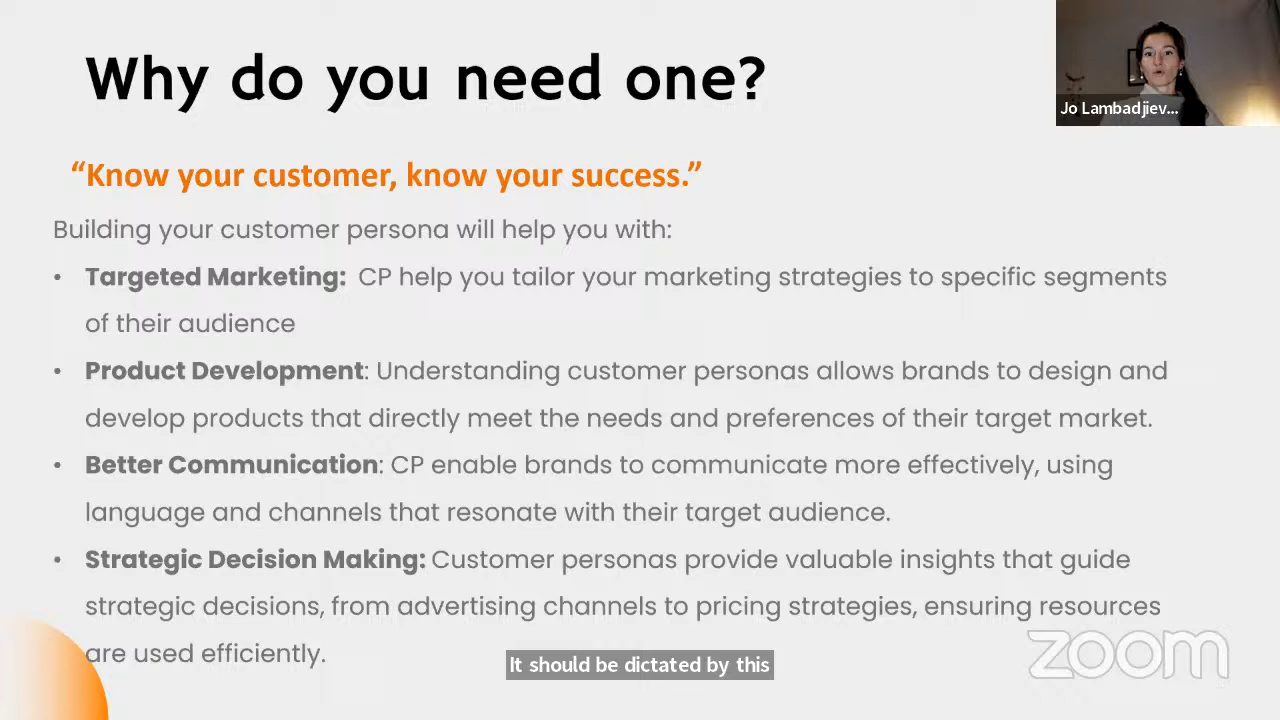 Why do you need one?
Jo Lambadjiev...
“Know your customer, know your success.”
Building your customer persona will help you with:
• Targeted Marketing: CP help you tailor your marketing strategies to specific segments
of their audience
• Product Development: Understanding customer personas allows brands to design and
develop products that directly meet the needs and preferences of their target market.
• Better Communication: CP enable brands to communicate more effectively, using
language and channels that resonate with their target audience.
• Strategic Decision Making: Customer personas provide valuable insights that guide
strategic decisions, from advertising channels to pricing strategies, ensuring resources
are used efficiently.
It should be dictated by this
zoom